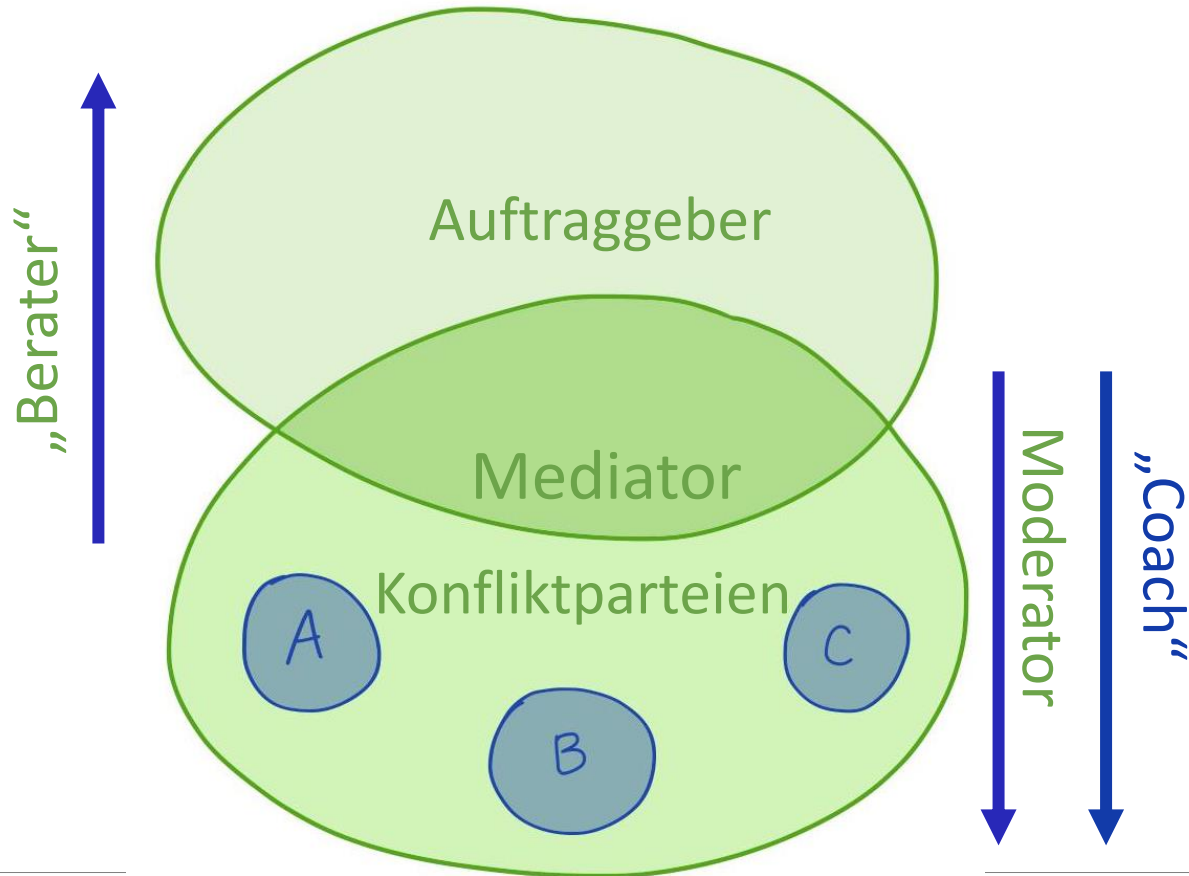 Auftraggeber
„Berater“
Mediator
Moderator
„Coach“
Konfliktparteien
A
C
B